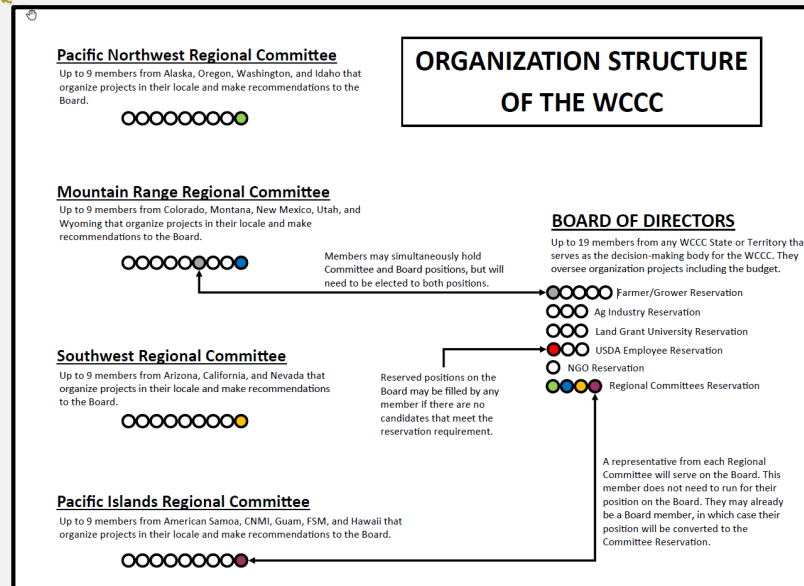 ORGANIZATION STRUCTURE
OF THE WCCC
Pacific Northwest Regional Committee
Up to 9 members from Alaska, Oregon, Washington, and Idaho that
organize projects in their locale and make recommendations to the
Board.
Mountain Range Regional Committee
Up to 9 members from Colorado, Montana, New Mexico, Utah, and
Wyoming that organize projects in their locale and make
recommendations to the Board.
Members may simultaneously hold
Committee and Board positions, but will
need to be elected to both positions.
Southwest Regional Committee
Up to 9 members from Arizona, California, and Nevada that
organize projects in their locale and make recommendations
to the Board.
Reserved positions on the
Board may be filled by any
member if there are no
candidates that meet the
reservation requirement.
Pacific Islands Regional Committee
Up to 9 members from American Samoa, CNMI, Guam, FSM, and Hawaii that
organize projects in their locale and make recommendations to the Board.
BOARD OF DIRECTORS
Up to 19 members from any WCCC State or Territory tha
serves as the decision-making body for the WCCC. They
oversee organization projects including the budget.
Farmer/Grower Reservation
Ag Industry Reservation
Land Grant University Reservation
USDA Employee Reservation
NGO Reservation
Regional Committees Reservation
A representative from each Regional
Committee will serve on the Board. This
member does not need to run for their
position on the Board. They may already
be a Board member, in which case their
position will be converted to the
Committee Reservation.